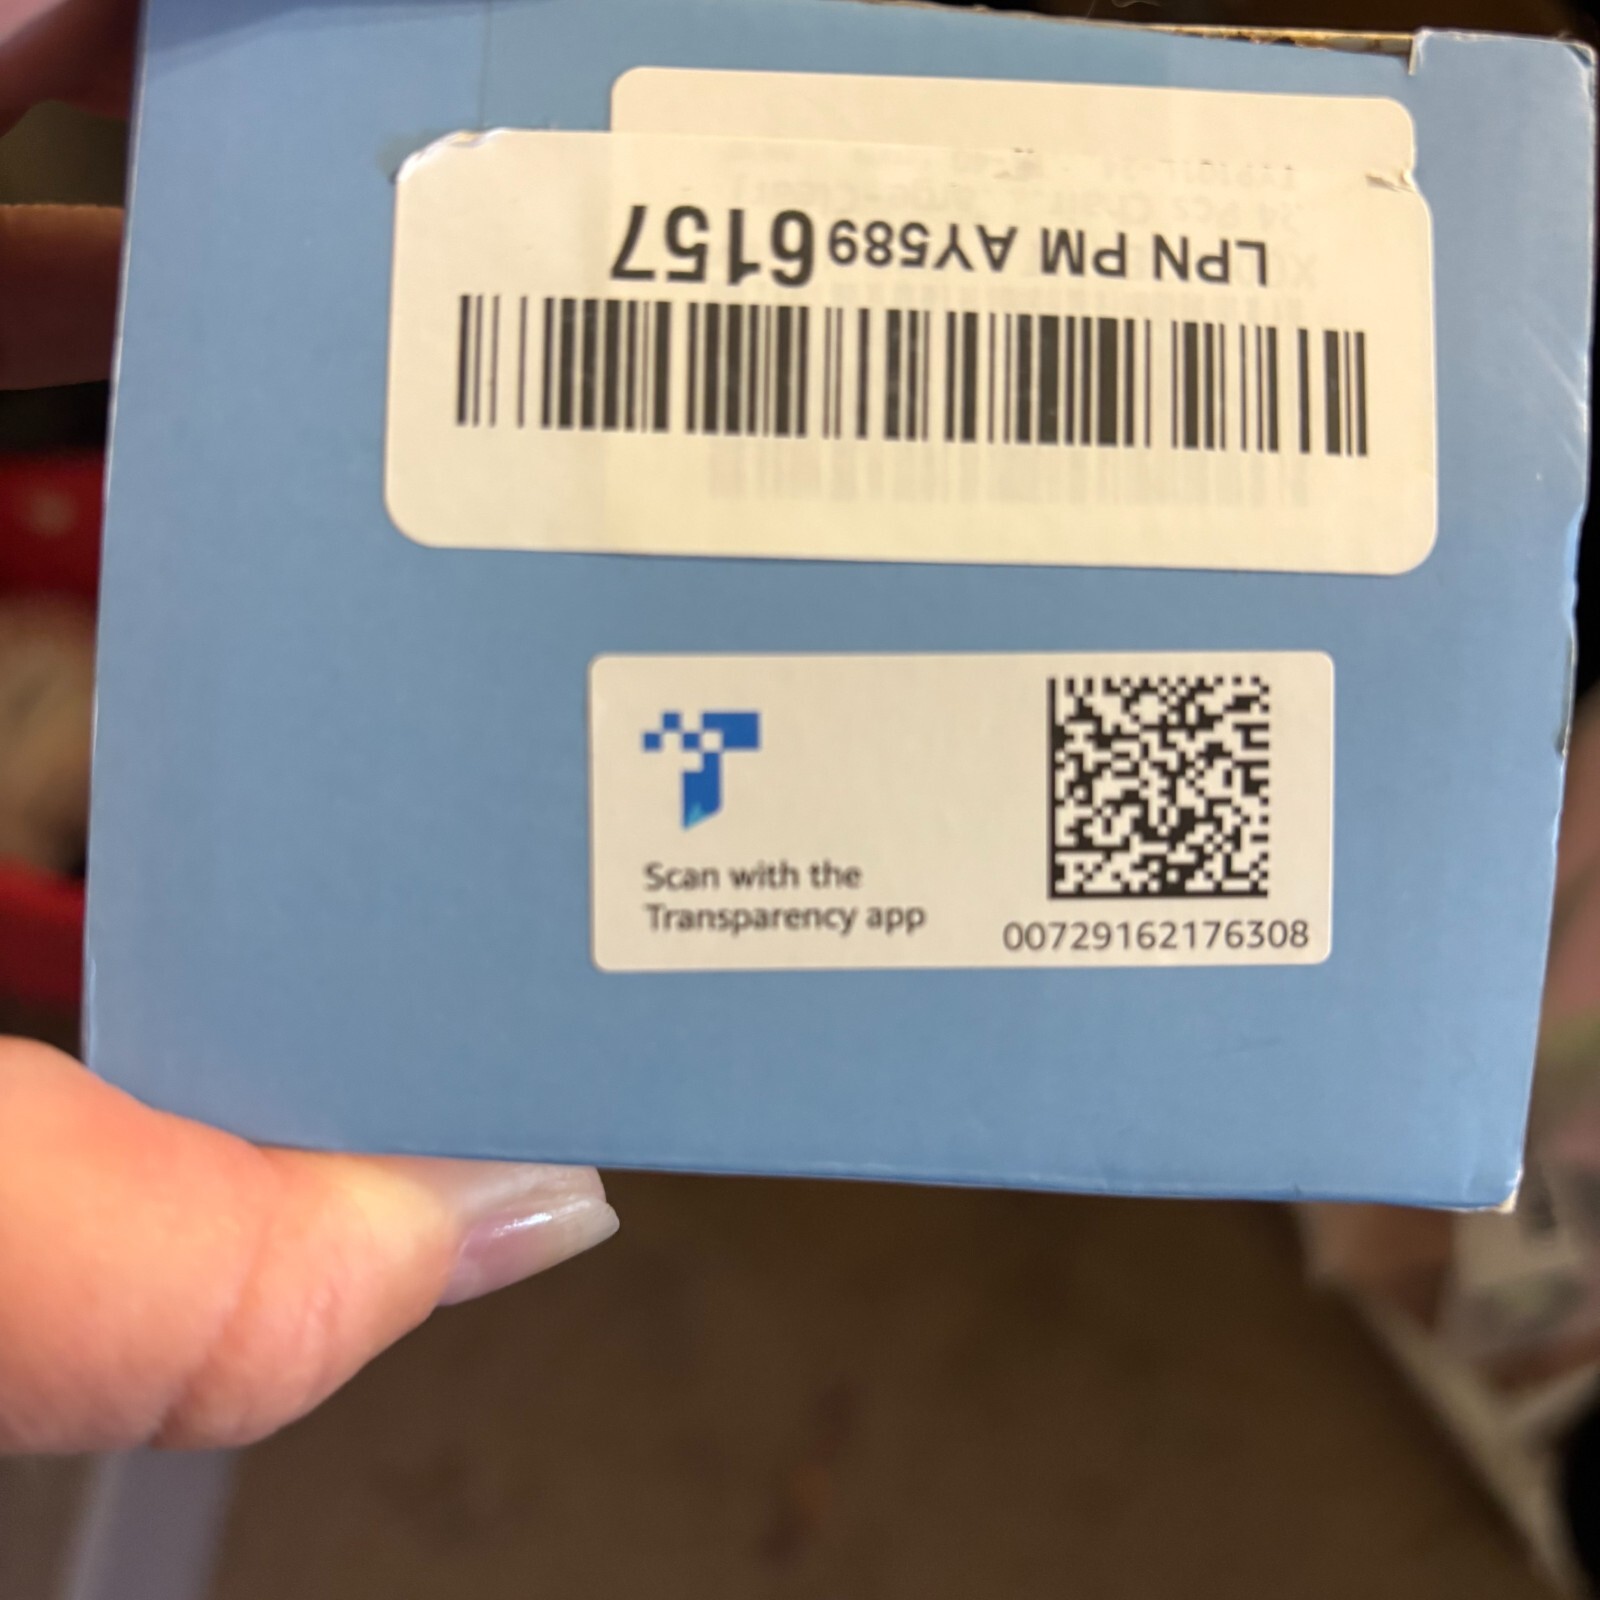 LPN PM AY5896157
Scan with the
Transparency app
00729162176308